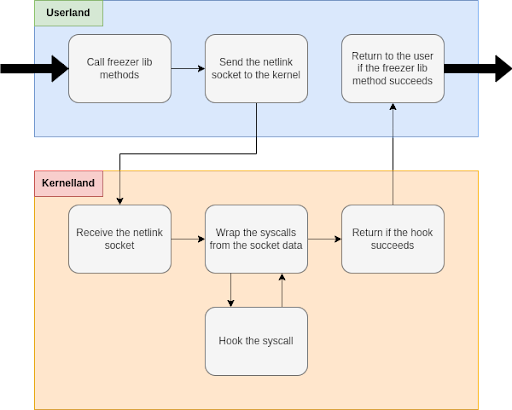 Userland
Call freezer lib
methods
Send the netlink
socket to the kernel
Return to the user
if the freezer lib
method succeeds
Kernelland
Receive the netlink
socket
Wrap the syscalls
from the socket data
Return if the hook
succeeds
Hook the syscall